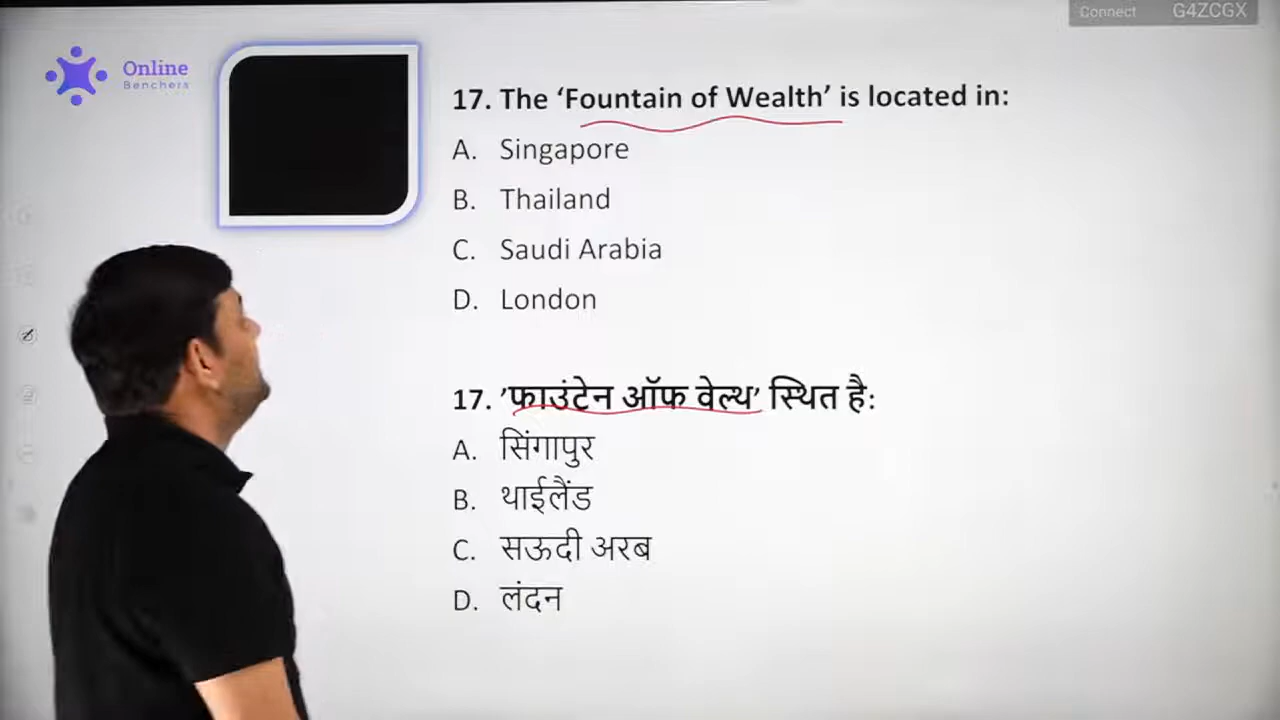 Connect G4ZCGX
Online
Benchers
17. The ‘Fountain of Wealth’ is located in:
A. Singapore
B. Thailand
C. Saudi Arabia
D. London
17. ’फाउंटेन ऑफ वेल्थ’ स्थित है:
A. सिंगापुर
B. थाईलैंड
C. सऊदी अरब
D. लंदन